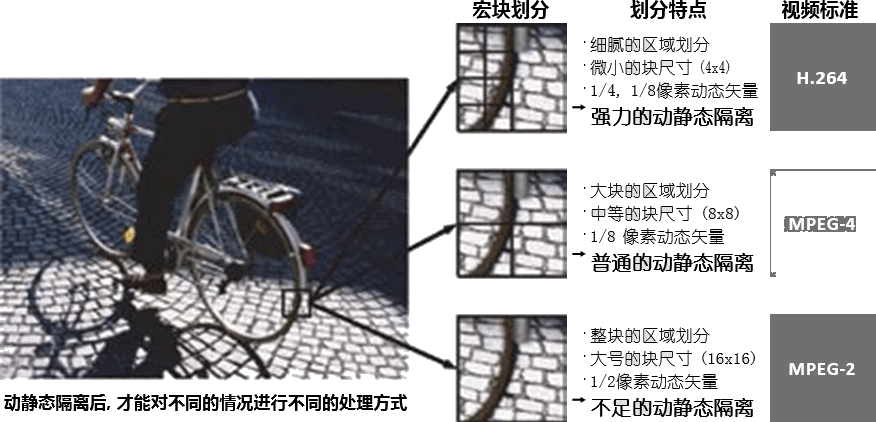 宏块划分 划分特点 视频标准
·细腻的区域划分
·微小的块尺寸 (4x4)
·1/4, 1/8像素动态矢量
强力的动静态隔离
H.264
·大块的区域划分
·中等的块尺寸 (8x8)
·1/8 像素动态矢量
普通的动静态隔离
MPEG-4
·整块的区域划分
·大号的块尺寸 (16x16)
·1/2像素动态矢量
不足的动静态隔离
MPEG-2
动静态隔离后, 才能对不同的情况进行不同的处理方式